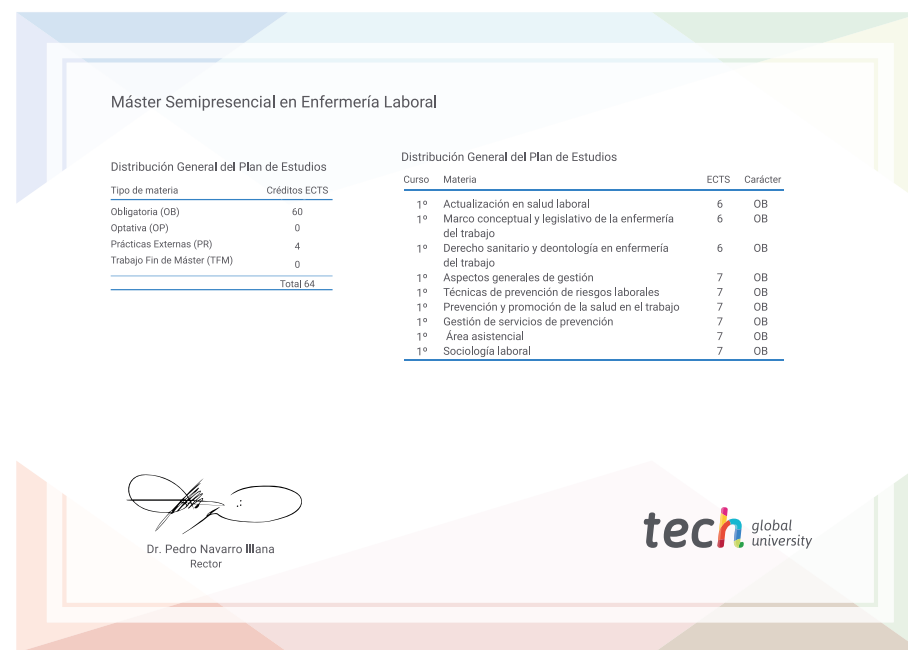 Máster Semipresencial en Enfermería Laboral
Distribución General del Plan de Estudios
Tipo de materia Créditos ECTS
Obligatoria (OB) 60
Optativa (OP) 0
Prácticas Externas (PR) 4
Trabajo Fin de Máster (TFM) 0
Total 64
Distribución General del Plan de Estudios
Curso Materia ECTS Carácter
1º Actualización en salud laboral 6 OB
1º Marco conceptual y legislativo de la enfermería 6 OB
del trabajo
1º Derecho sanitario y deontología en enfermería 6 OB
del trabajo
1º Aspectos generales de gestión 7 OB
1º Técnicas de prevención de riesgos laborales 7 OB
1º Prevención y promoción de la salud en el trabajo 7 OB
1º Gestión de servicios de prevención 7 OB
1º Área asistencial 7 OB
1º Sociología laboral 7 OB
Dr. Pedro Navarro Illana
Rector
tech global
university